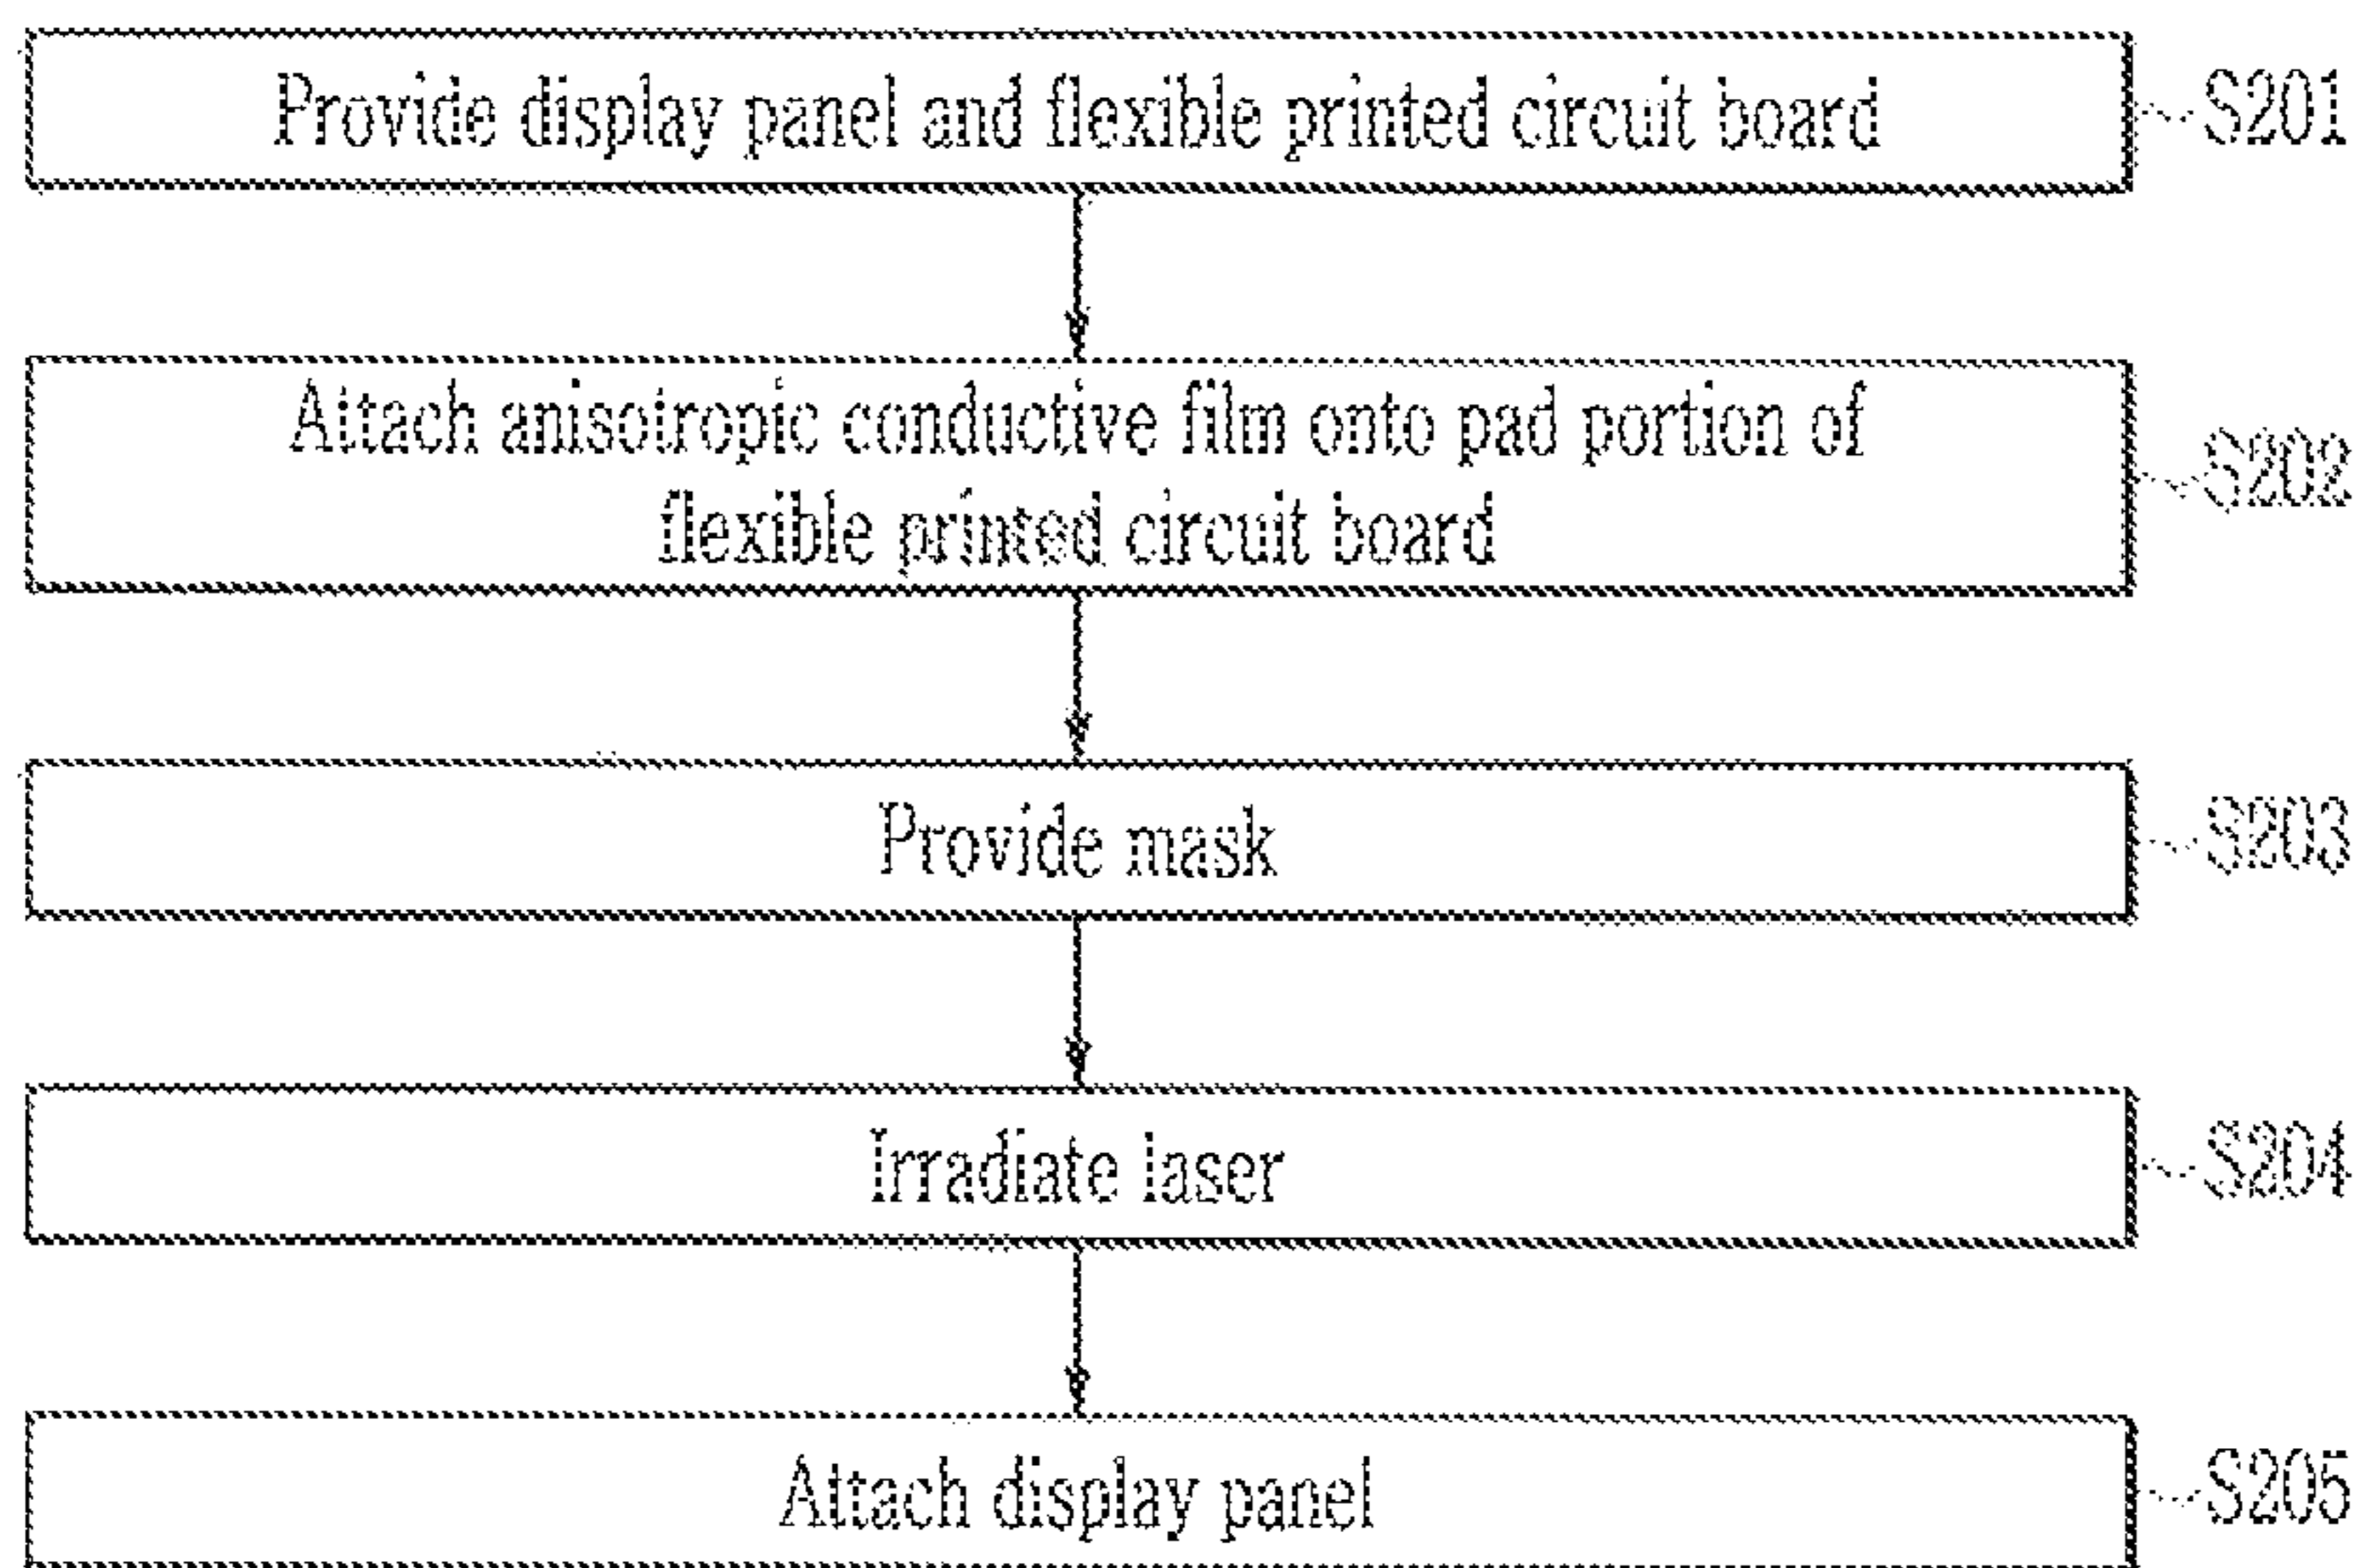 Provide display panel and flexible printed circuit board
S201
Attach anisotropic conductive film onto pad portion of
flexible printed circuit board
S202
Provide mask
S203
Irradiate laser
S204
Attach display panel
S205